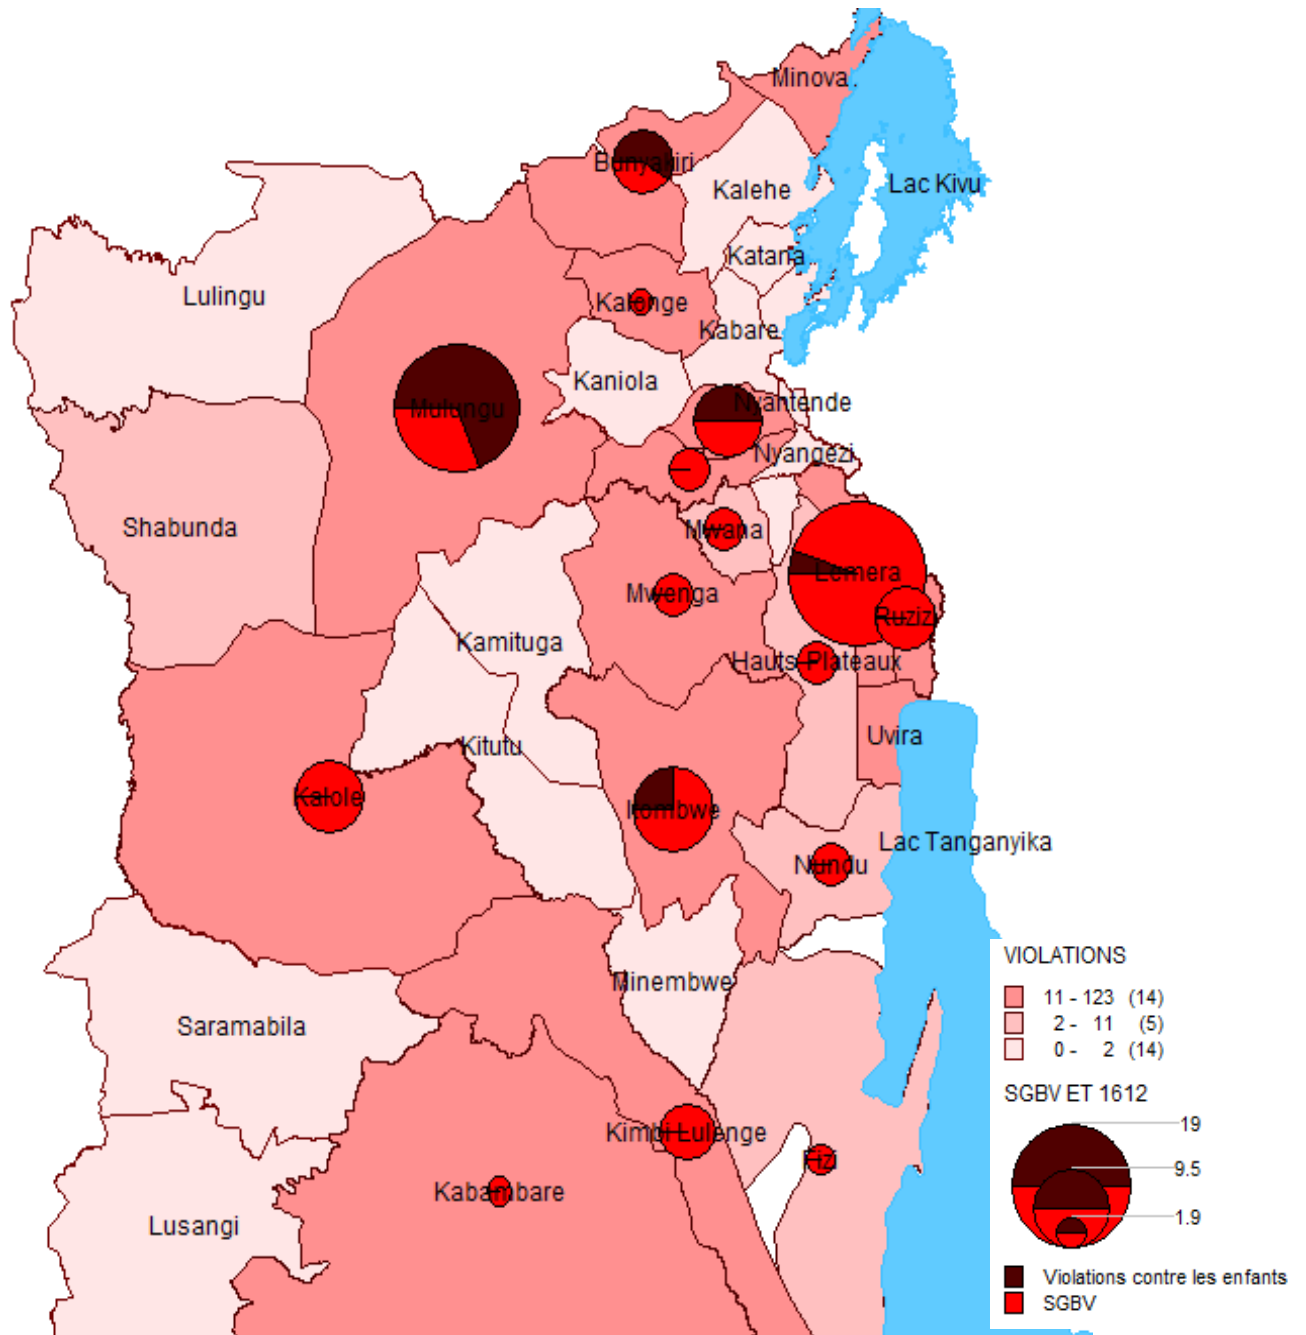 Minova
Bunyakiri
Lac Kivu
Kalehe
Katana
Lulingu
Kalonge
Kabare
Kaniola
Mulungu
Nyantende
Nyangezi
Shabunda
Mwana
Lemera
Mwenga
Ruzizi
Kamituga
Hauts-Plateaux
Uvira
Kitutu
Kalole
Itombwe
Lac Tanganyika
Nundu
Minembwe
Saramabila
Kimbi Lulenge
Fizi
Kabambare
Lusangi
VIOLATIONS
11 - 123 (14)
2 - 11 (5)
0 - 2 (14)
SGBV ET 1612
19
9.5
1.9
Violations contre les enfants
SGBV